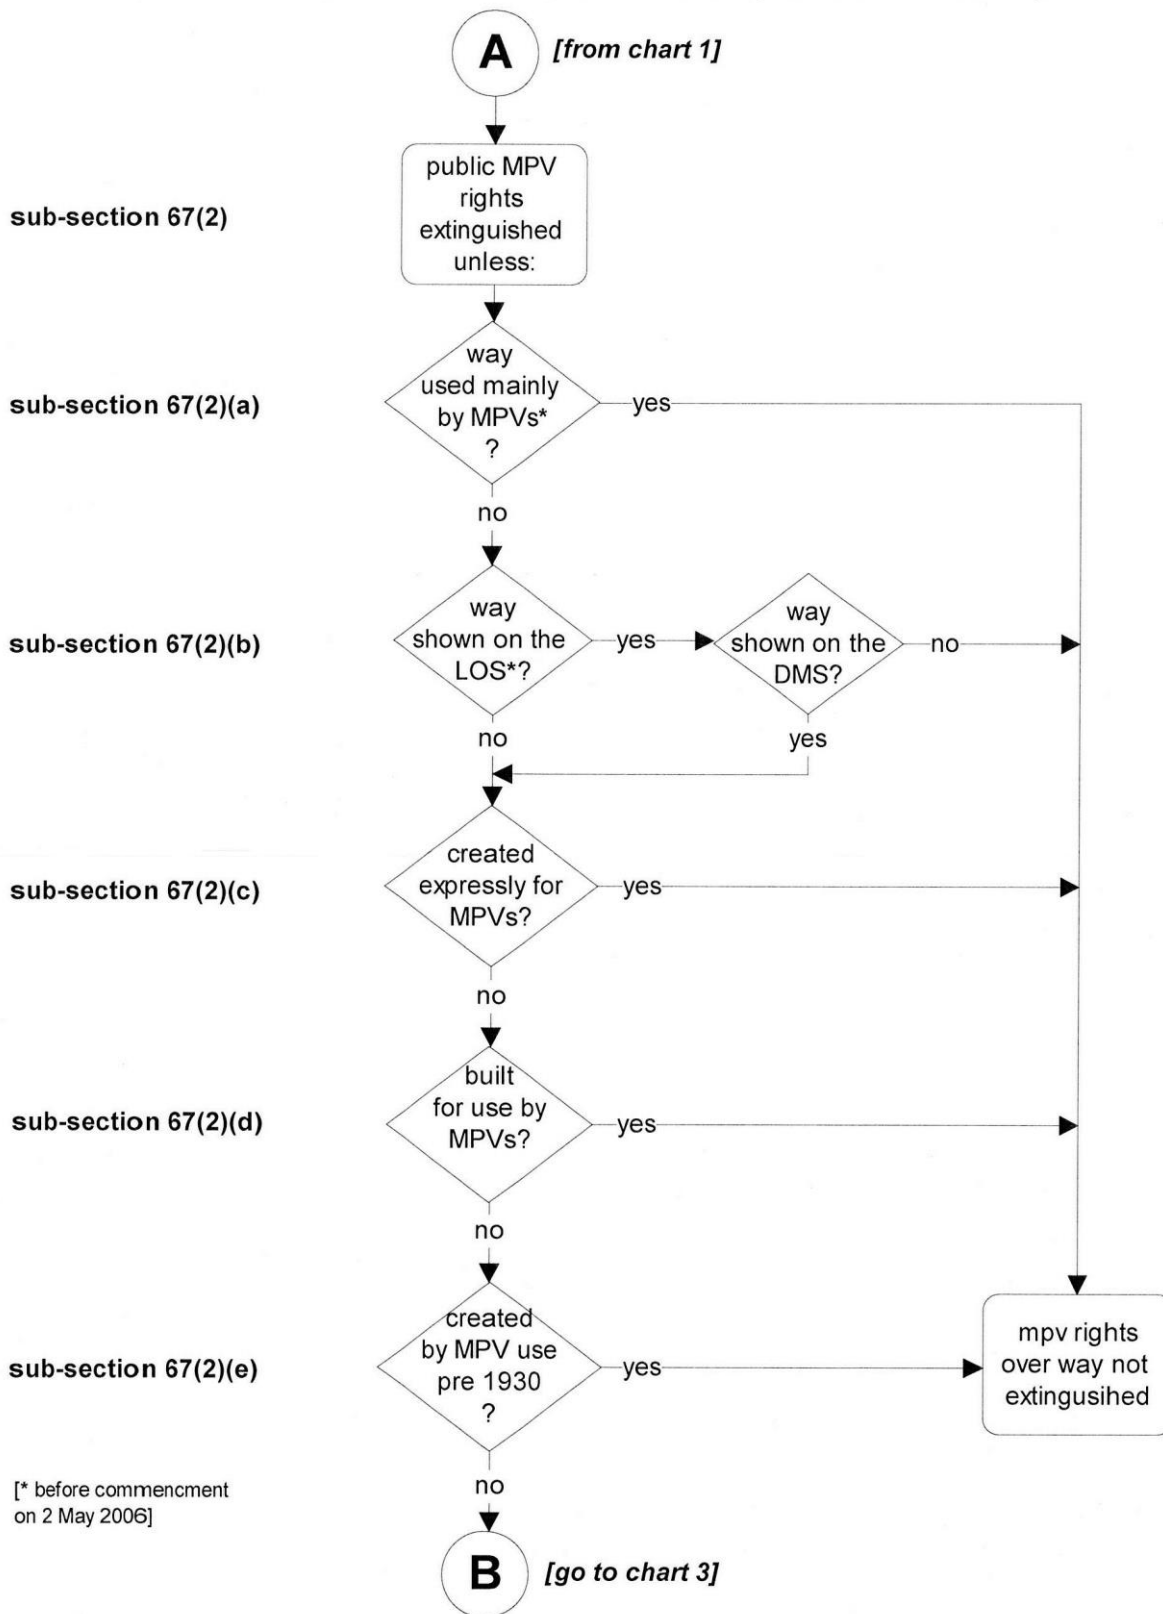 A
[from chart 1]
public MPV
rights
extinguished
unless:
sub-section 67(2)
way
used mainly
by MPVs*
?
sub-section 67(2)(a)
yes
no
way
shown on the
LOS*?
sub-section 67(2)(b)
yes
way
shown on the
DMS?
no
no
yes
created
expressly for
MPVs?
sub-section 67(2)(c)
yes
no
built
for use by
MPVs?
sub-section 67(2)(d)
yes
no
created
by MPV use
pre 1930
?
sub-section 67(2)(e)
yes
mpv rights
over way not
extingusihed
no
[* before commencment
on 2 May 2006]
B
[go to chart 3]